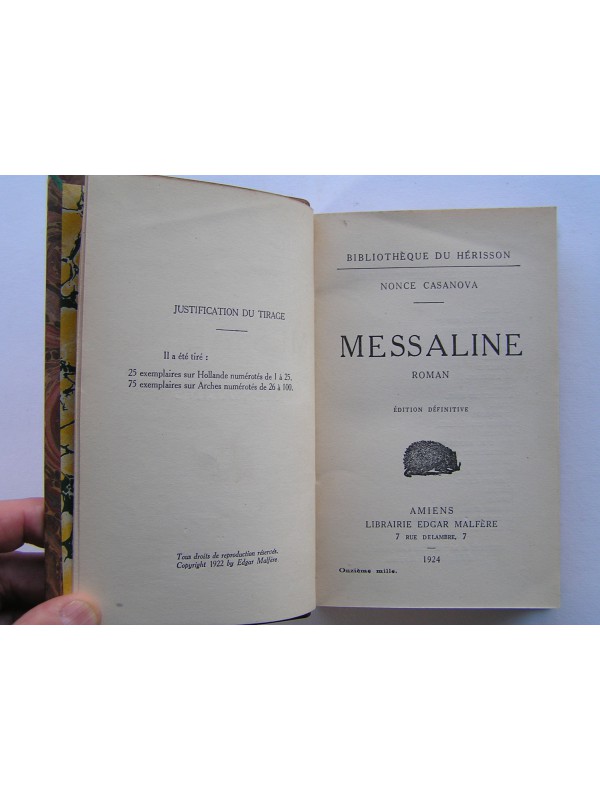 JUSTIFICATION DU TIRAGE
Il a été tiré :
25 exemplaires sur Hollande numérotés de 1 à 25.
75 exemplaires sur Arches numérotés de 26 à 100.
Tous droits de reproduction réservés.
Copyright 1922 by Edgar Malfère.
BIBLIOTHÈQUE DU HÉRISSON
NONCE CASANOVA
MESSALINE
ROMAN
ÉDITION DÉFINITIVE
AMIENS
LIBRAIRIE EDGAR MALFÈRE
7 RUE DELAMBRE, 7
1924
Onzième mille.